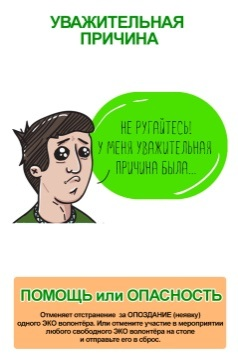 УВАЖИТЕЛЬНАЯ
ПРИЧИНА
НЕ РУГАЙТЕСЬ!
У МЕНЯ УВАЖИТЕЛЬНАЯ
ПРИЧИНА БЫЛА...
ПОМОЩЬ или ОПАСНОСТЬ
Отменяет отстранение за ОПОЗДАНИЕ (неявку)
одного ЭКО волонтёра. Или отмените участие в мероприятии
любого свободного ЭКО волонтёра на столе
и отправьте его в сброс.